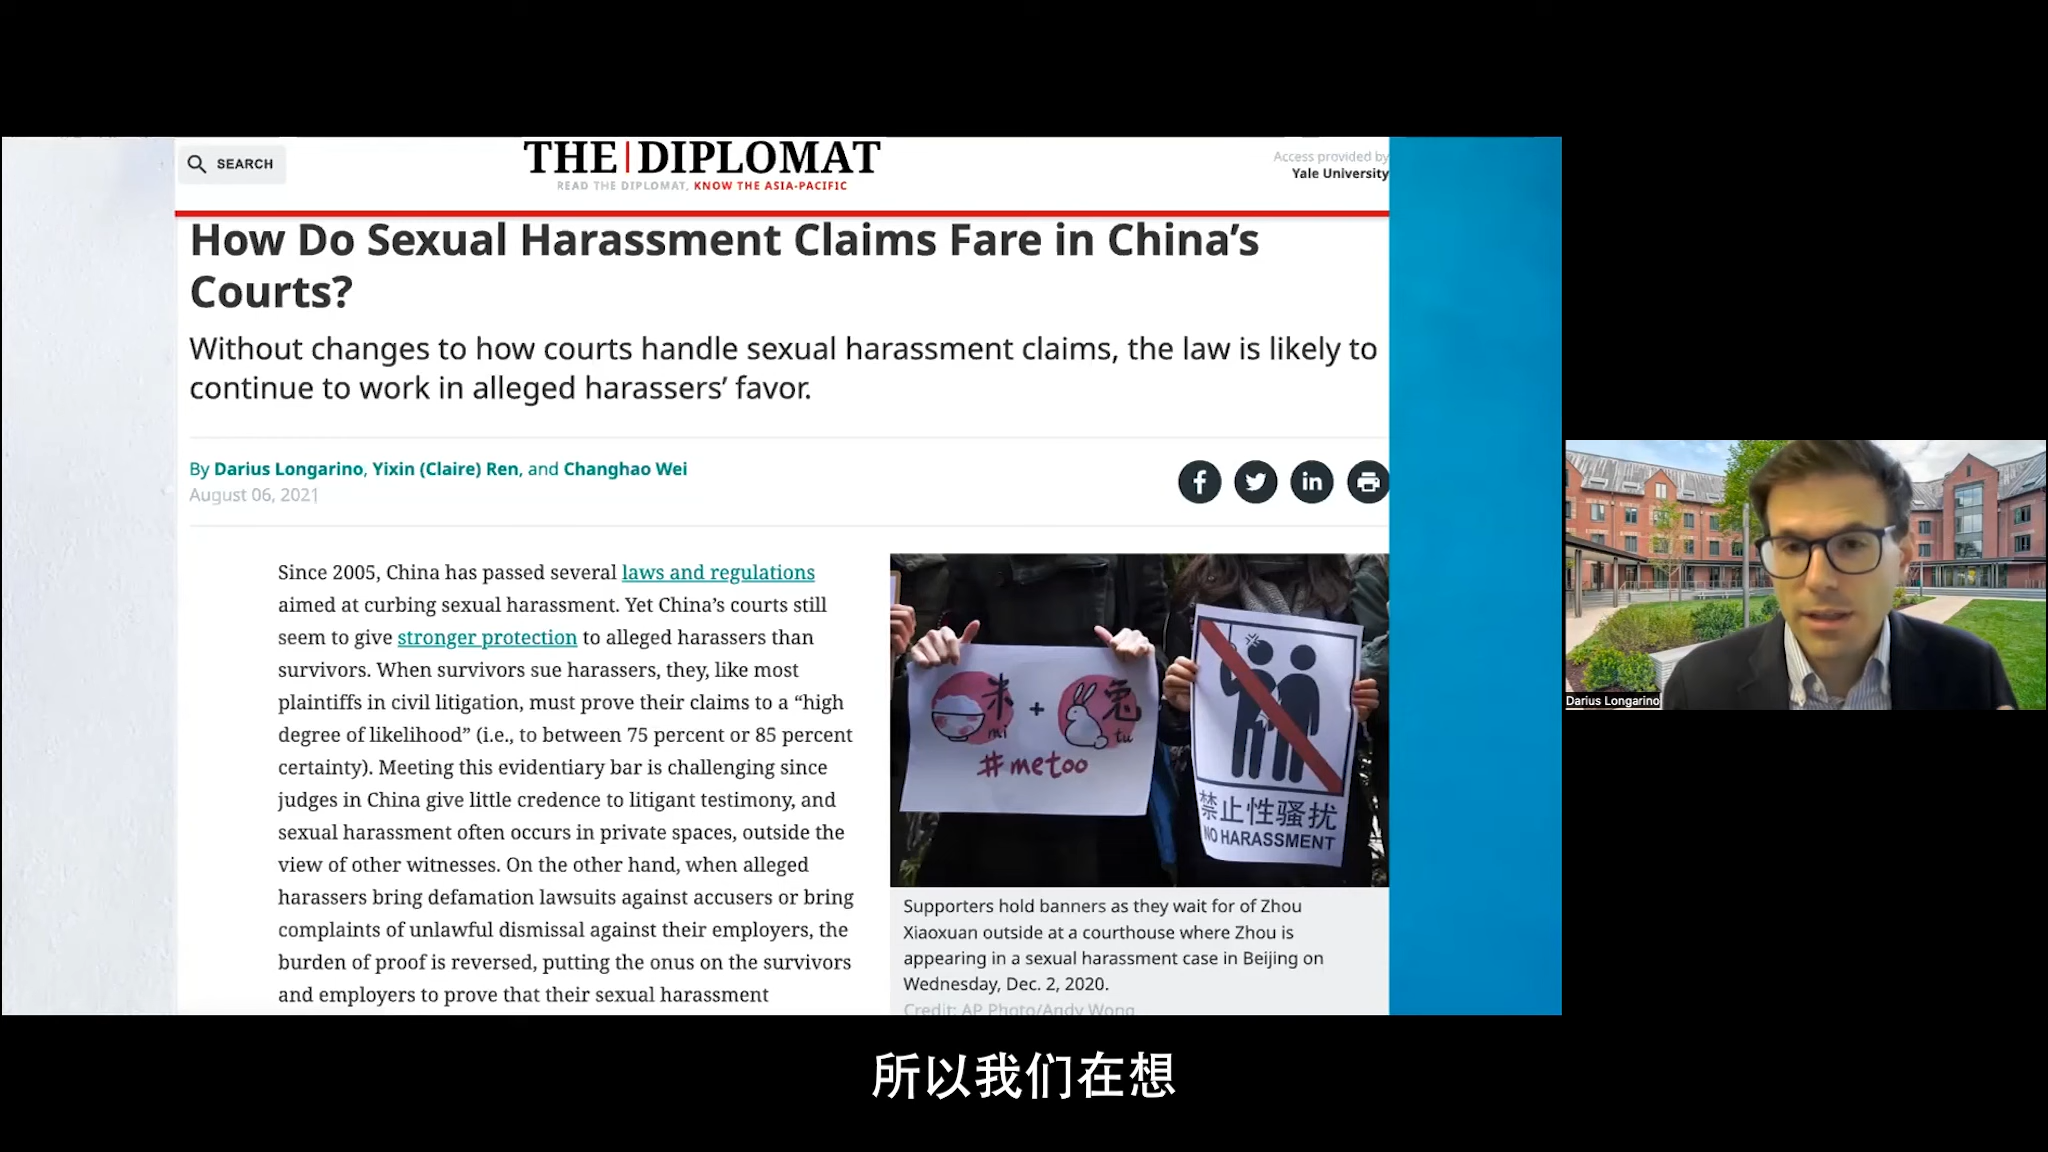 SEARCH
THE|DIPLOMAT
READ THE DIPLOMAT, KNOW THE ASIA-PACIFIC
Access provided by
Yale University
How Do Sexual Harassment Claims Fare in China’s
Courts?
Without changes to how courts handle sexual harassment claims, the law is likely to
continue to work in alleged harassers’ favor.
By Darius Longarino, Yixin (Claire) Ren, and Changhao Wei
August 06, 2021
Since 2005, China has passed several laws and regulations
aimed at curbing sexual harassment. Yet China’s courts still
seem to give stronger protection to alleged harassers than
survivors. When survivors sue harassers, they, like most
plaintiffs in civil litigation, must prove their claims to a “high
degree of likelihood” (i.e., to between 75 percent or 85 percent
certainty). Meeting this evidentiary bar is challenging since
judges in China give little credence to litigant testimony, and
sexual harassment often occurs in private spaces, outside the
view of other witnesses. On the other hand, when alleged
harassers bring defamation lawsuits against accusers or bring
complaints of unlawful dismissal against their employers, the
burden of proof is reversed, putting the onus on the survivors
and employers to prove that their sexual harassment
米 + 兔
mi tu
#metoo
禁止性骚扰
NO HARASSMENT
Supporters hold banners as they wait for of Zhou
Xiaoxuan outside at a courthouse where Zhou is
appearing in a sexual harassment case in Beijing on
Wednesday, Dec. 2, 2020.
Credit: AP Photo/Andy Wong
Darius Longarino
所以我们在想